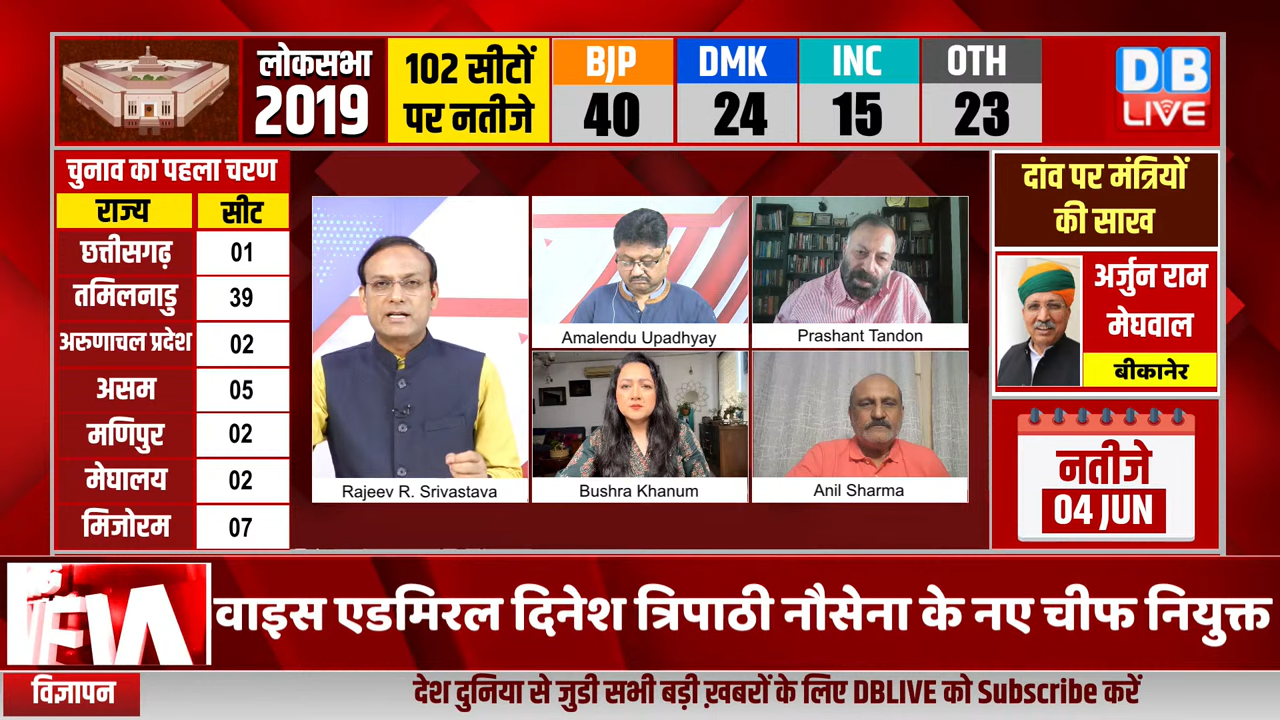 लोकसभा
2019
102 सीटों
पर नतीजे
BJP
40
DMK
24
INC
15
OTH
23
DB
LIVE
चुनाव का पहला चरण
राज्य सीट
छत्तीसगढ़ 01
तमिलनाडु 39
अरुणाचल प्रदेश 02
असम 05
मणिपुर 02
मेघालय 02
मिजोरम 07
Rajeev R. Srivastava
Amalendu Upadhyay
Prashant Tandon
Bushra Khanum
Anil Sharma
दांव पर मंत्रियों
की साख
अर्जुन राम
मेघवाल
बीकानेर
नतीजे
04 JUN
वाइस एडमिरल दिनेश त्रिपाठी नौसेना के नए चीफ नियुक्त
विज्ञापन
देश दुनिया से जुडी सभी बड़ी ख़बरों के लिए DBLIVE को Subscribe करें